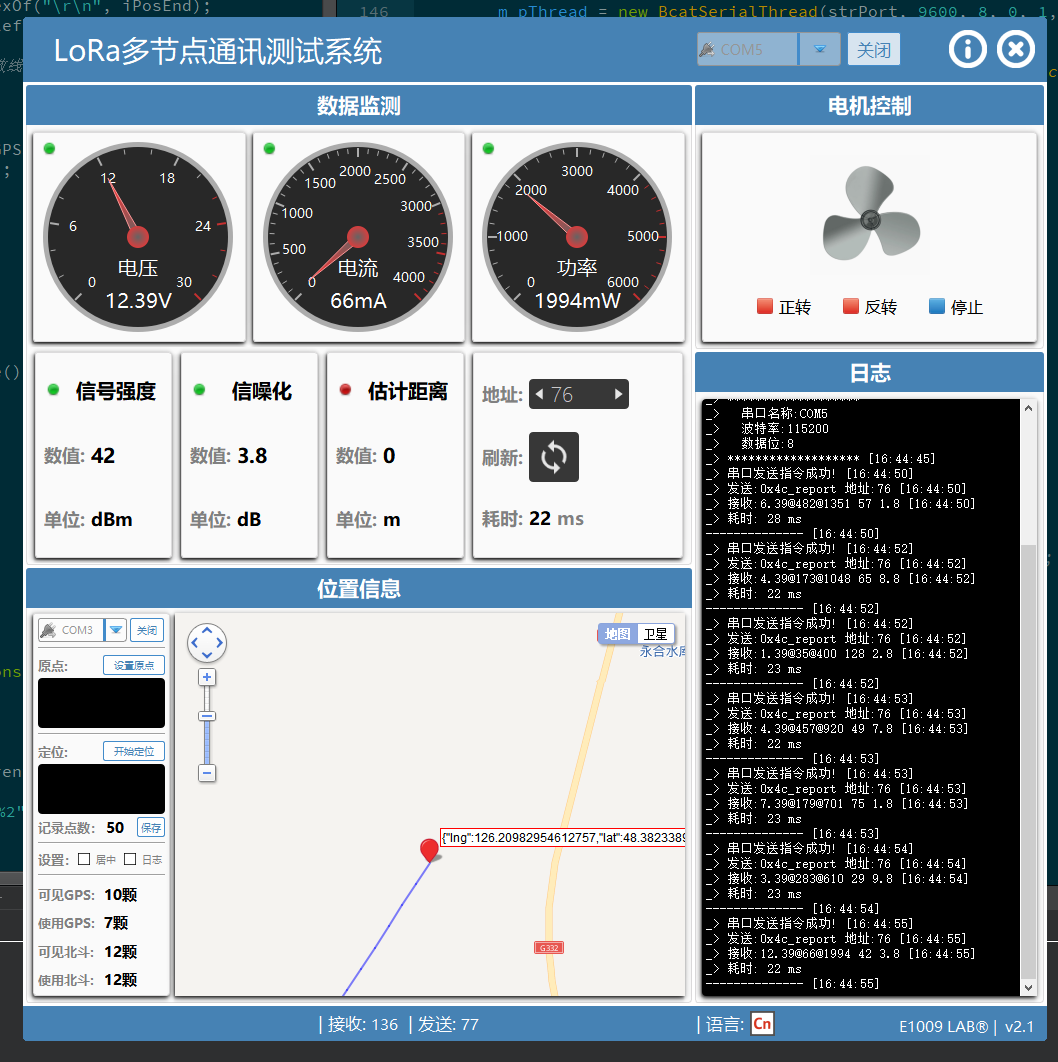 exOf("\r\n", iPosEnd);
146
m_pThread = new BcatSerialThread(strPort, 9600, 8, 0, 1,
LoRa多节点通讯测试系统
COM5
关闭
数据监测
0 6 12 18 24 30
电压
12.39V
0 500 1000 1500 2000 2500 3000 3500 4000
电流
66mA
0 1000 2000 3000 4000 5000 6000
功率
1994mW
电机控制
正转 反转 停止
信号强度
数值: 42
单位: dBm
信噪化
数值: 3.8
单位: dB
估计距离
数值: 0
单位: m
地址: 76
刷新:
耗时: 22 ms
位置信息
COM3
关闭
原点:
设置原点
定位:
开始定位
记录点数: 50
保存
设置: 居中 日志
可见GPS: 10颗
使用GPS: 7颗
可见北斗: 12颗
使用北斗: 12颗
地图 卫星
永合水库
{"lng":126.20982954612757,"lat":48.3823389
G332
日志
_> *******************
_> 串口名称:COM5
_> 波特率:115200
_> 数据位:8
_> ******************* [16:44:45]
_> 串口发送指令成功! [16:44:50]
_> 发送:0x4c_report 地址:76 [16:44:50]
_> 接收:6.39@482@1351 57 1.8 [16:44:50]
_> 耗时: 28 ms
-------------- [16:44:50]
_> 串口发送指令成功! [16:44:52]
_> 发送:0x4c_report 地址:76 [16:44:52]
_> 接收:4.39@173@1048 65 8.8 [16:44:52]
_> 耗时: 22 ms
-------------- [16:44:52]
_> 串口发送指令成功! [16:44:52]
_> 发送:0x4c_report 地址:76 [16:44:52]
_> 接收:1.39@35@400 128 2.8 [16:44:52]
_> 耗时: 23 ms
-------------- [16:44:52]
_> 串口发送指令成功! [16:44:53]
_> 发送:0x4c_report 地址:76 [16:44:53]
_> 接收:4.39@457@920 49 7.8 [16:44:53]
_> 耗时: 22 ms
-------------- [16:44:53]
_> 串口发送指令成功! [16:44:53]
_> 发送:0x4c_report 地址:76 [16:44:53]
_> 接收:7.39@179@701 75 1.8 [16:44:53]
_> 耗时: 23 ms
-------------- [16:44:53]
_> 串口发送指令成功! [16:44:54]
_> 发送:0x4c_report 地址:76 [16:44:54]
_> 接收:3.39@283@610 29 9.8 [16:44:54]
_> 耗时: 23 ms
-------------- [16:44:54]
_> 串口发送指令成功! [16:44:55]
_> 发送:0x4c_report 地址:76 [16:44:55]
_> 接收:12.39@66@1994 42 3.8 [16:44:55]
_> 耗时: 22 ms
-------------- [16:44:55]
| 接收: 136 | 发送: 77
| 语言: Cn
E1009 LAB® | v2.1